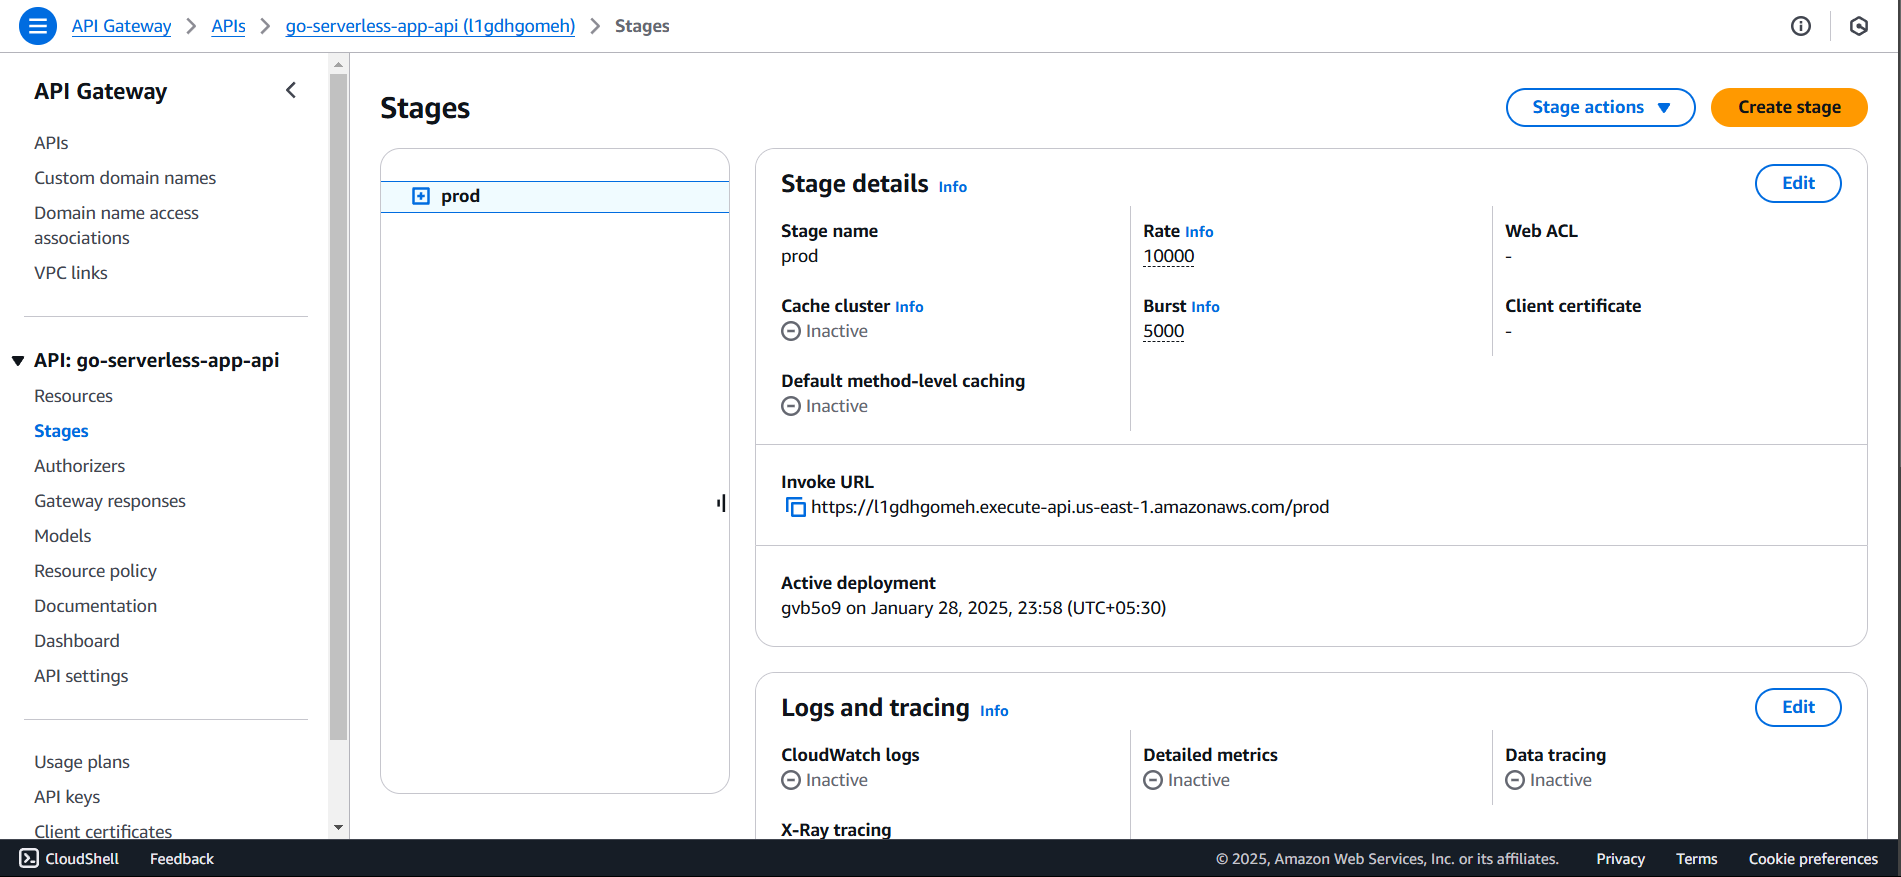 API Gateway > APIs > go-serverless-app-api (l1gdhgomeh) > Stages
API Gateway
APIs
Custom domain names
Domain name access
associations
VPC links
API: go-serverless-app-api
Resources
Stages
Authorizers
Gateway responses
Models
Resource policy
Documentation
Dashboard
API settings
Usage plans
API keys
Client certificates
Stages
Stage actions
Create stage
prod
Stage details Info
Edit
Stage name
prod
Rate Info
10000
Web ACL
-
Cache cluster Info
Inactive
Burst Info
5000
Client certificate
-
Default method-level caching
Inactive
Invoke URL
https://l1gdhgomeh.execute-api.us-east-1.amazonaws.com/prod
Active deployment
gvb5o9 on January 28, 2025, 23:58 (UTC+05:30)
Logs and tracing Info
Edit
CloudWatch logs
Inactive
Detailed metrics
Inactive
Data tracing
Inactive
X-Ray tracing
CloudShell Feedback © 2025, Amazon Web Services, Inc. or its affiliates. Privacy Terms Cookie preferences